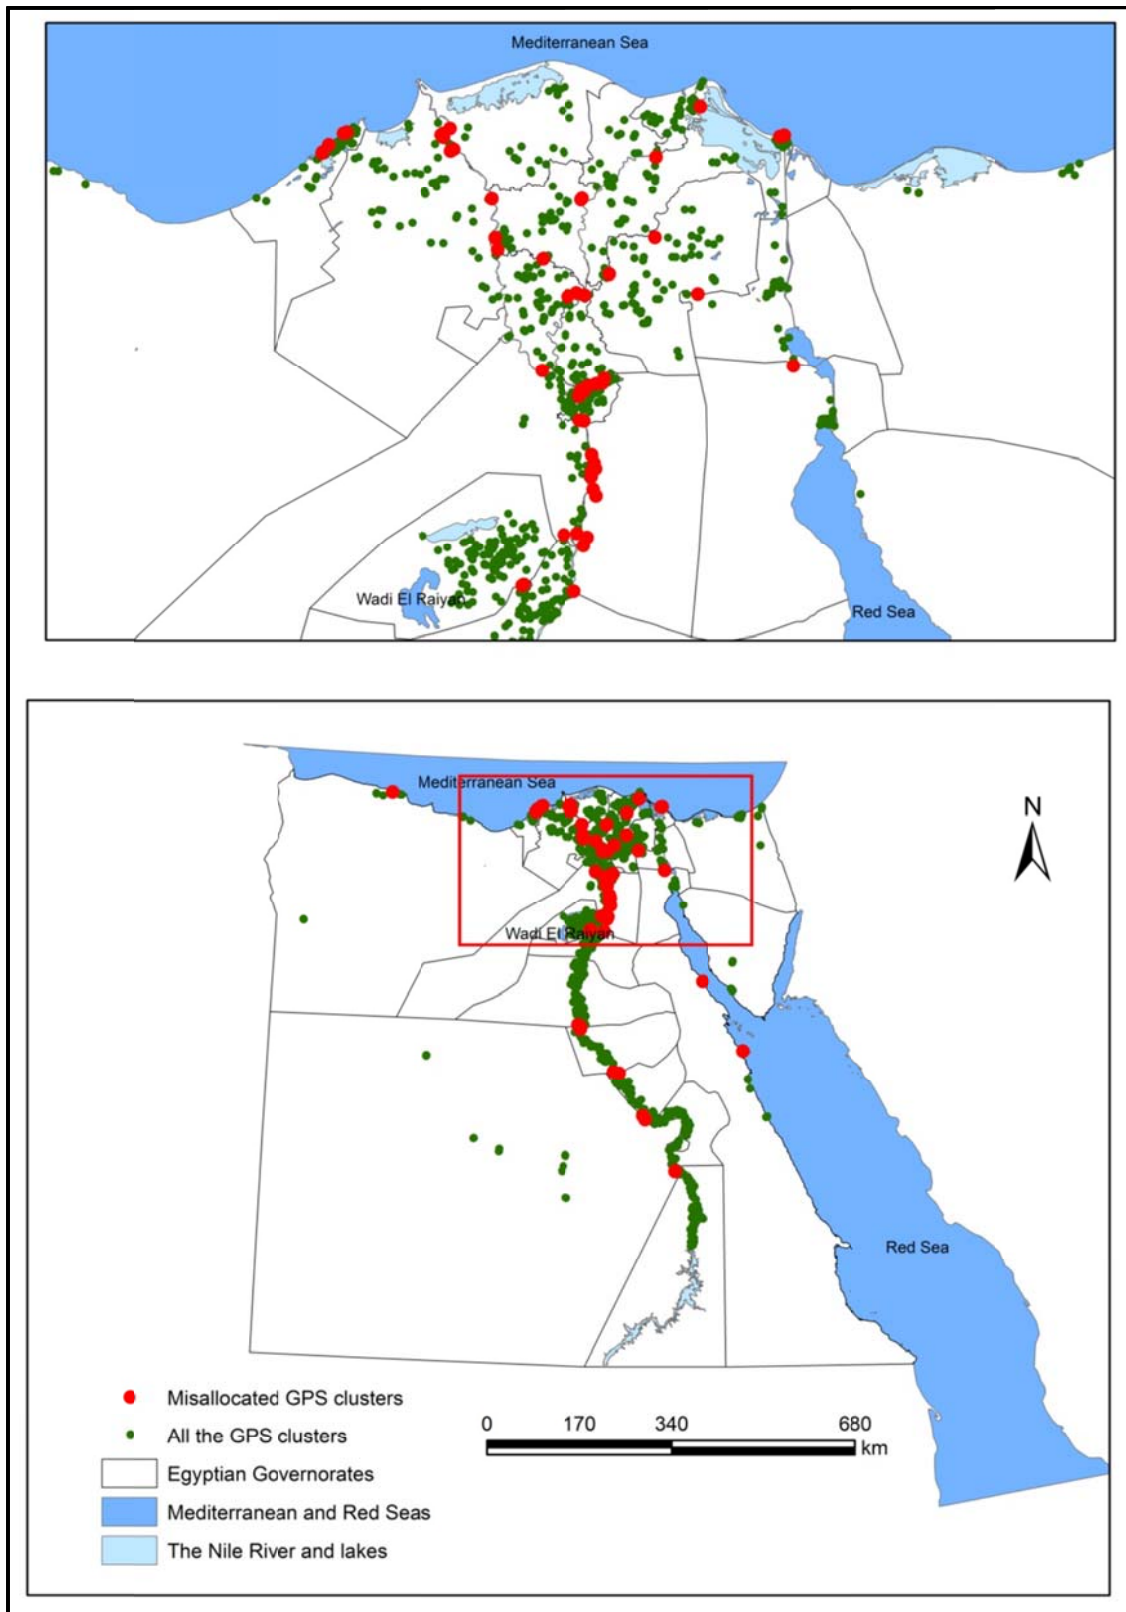 Mediterranean Sea
Wadi El Raiyan
Red Sea
Mediterranean Sea
N
Wadi El Raiyan
Red Sea
Misallocated GPS clusters
All the GPS clusters
Egyptian Governorates
Mediterranean and Red Seas
The Nile River and lakes
0 170 340 680
km